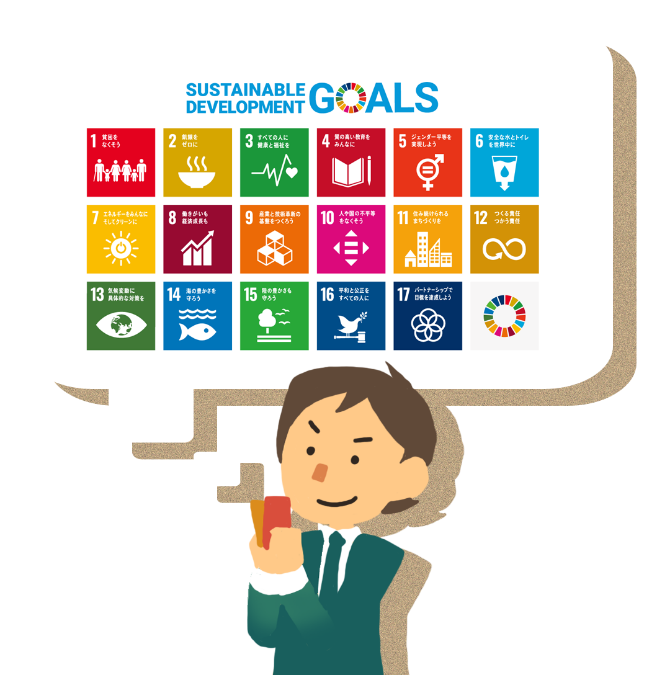 SUSTAINABLE
DEVELOPMENT
GOALS
1 貧困を
なくそう
2 飢餓を
ゼロに
3 すべての人に
健康と福祉を
4 質の高い教育を
みんなに
5 ジェンダー平等を
実現しよう
6 安全な水とトイレ
を世界中に
7 エネルギーをみんなに
そしてクリーンに
8 働きがいも
経済成長も
9 産業と技術革新の
基盤をつくろう
10 人や国の不平等
をなくそう
11 住み続けられる
まちづくりを
12 つくる責任
つかう責任
13 気候変動に
具体的な対策を
14 海の豊かさを
守ろう
15 陸の豊かさも
守ろう
16 平和と公正を
すべての人に
17 パートナーシップで
目標を達成しよう